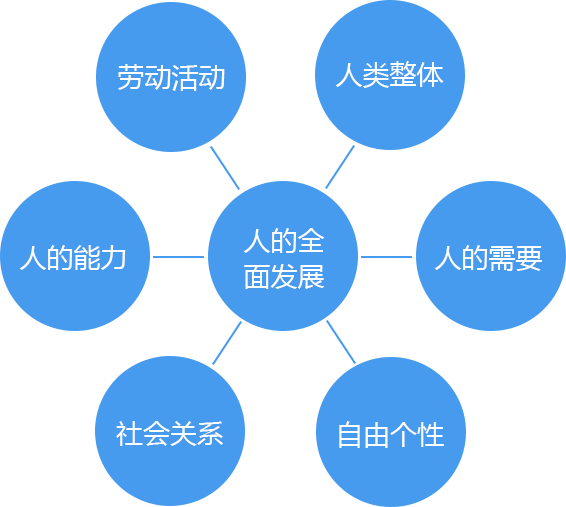 劳动活动
人类整体
人的能力
人的全
面发展
人的需要
社会关系
自由个性